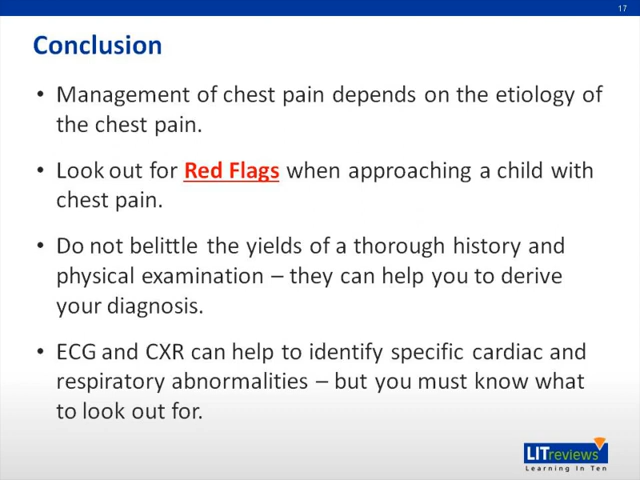 17
Conclusion
• Management of chest pain depends on the etiology of
the chest pain.
• Look out for Red Flags when approaching a child with
chest pain.
• Do not belittle the yields of a thorough history and
physical examination – they can help you to derive
your diagnosis.
• ECG and CXR can help to identify specific cardiac and
respiratory abnormalities – but you must know what
to look out for.
LITreviews
Learning In Ten